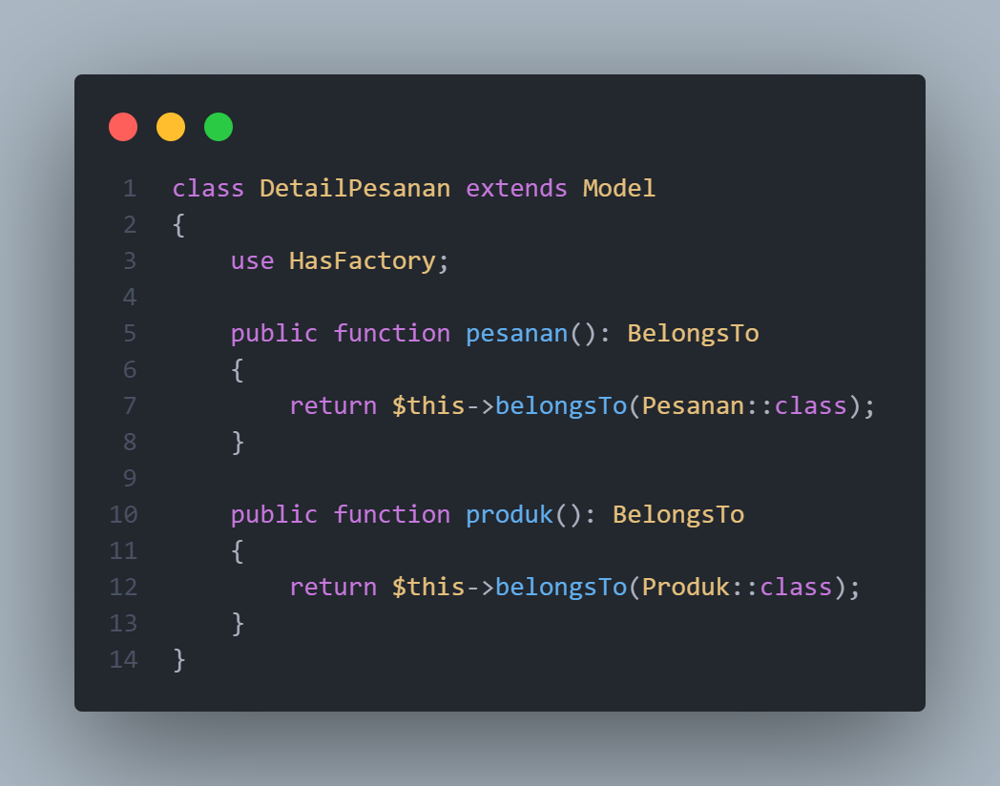 1 class DetailPesanan extends Model
2 {
3     use HasFactory;
4
5     public function pesanan(): BelongsTo
6     {
7         return $this->belongsTo(Pesanan::class);
8     }
9
10     public function produk(): BelongsTo
11     {
12         return $this->belongsTo(Produk::class);
13     }
14 }